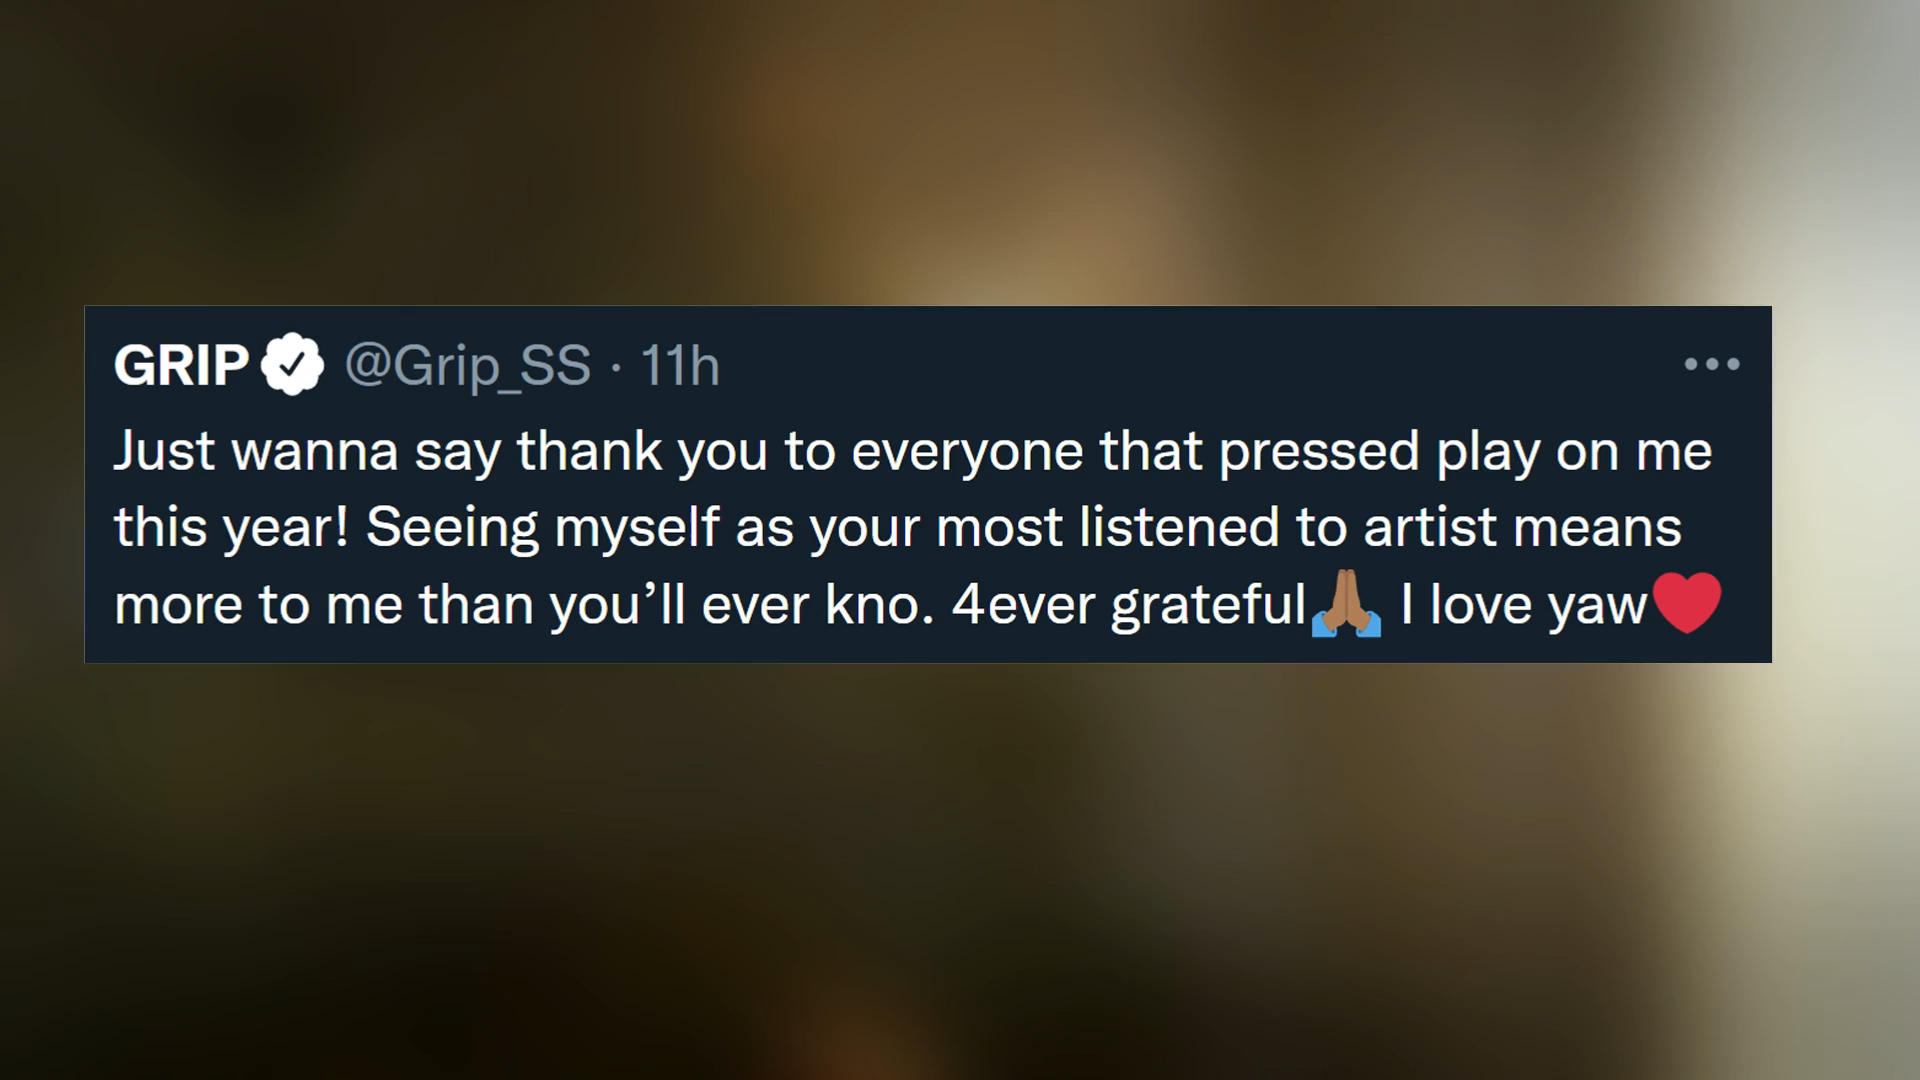 GRIP @Grip_SS · 11h
Just wanna say thank you to everyone that pressed play on me
this year! Seeing myself as your most listened to artist means
more to me than you’ll ever kno. 4ever grateful🙏🏾 I love yaw❤️